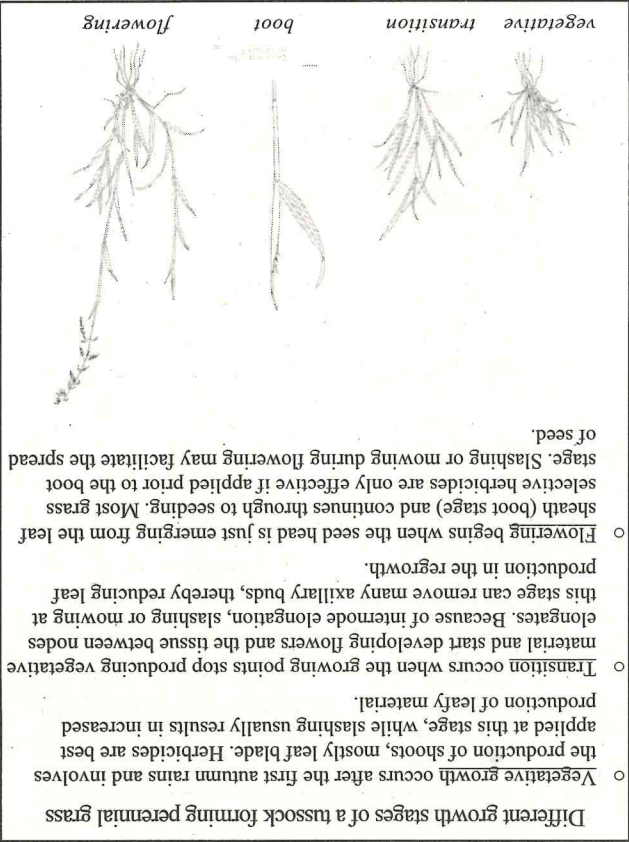 Different growth stages of a tussock forming perennial grass
o Vegetative growth occurs after the first autumn rains and involves
the production of shoots, mostly leaf blade. Herbicides are best
applied at this stage, while slashing usually results in increased
production of leafy material.
o Transition occurs when the growing points stop producing vegetative
material and start developing flowers and the tissue between nodes
elongates. Because of internode elongation, slashing or mowing at
this stage can remove many axillary buds, thereby reducing leaf
production in the regrowth.
o Flowering begins when the seed head is just emerging from the leaf
sheath (boot stage) and continues through to seeding. Most grass
selective herbicides are only effective if applied prior to the boot
stage. Slashing or mowing during flowering may facilitate the spread
of seed.
flowering boot transition vegetative